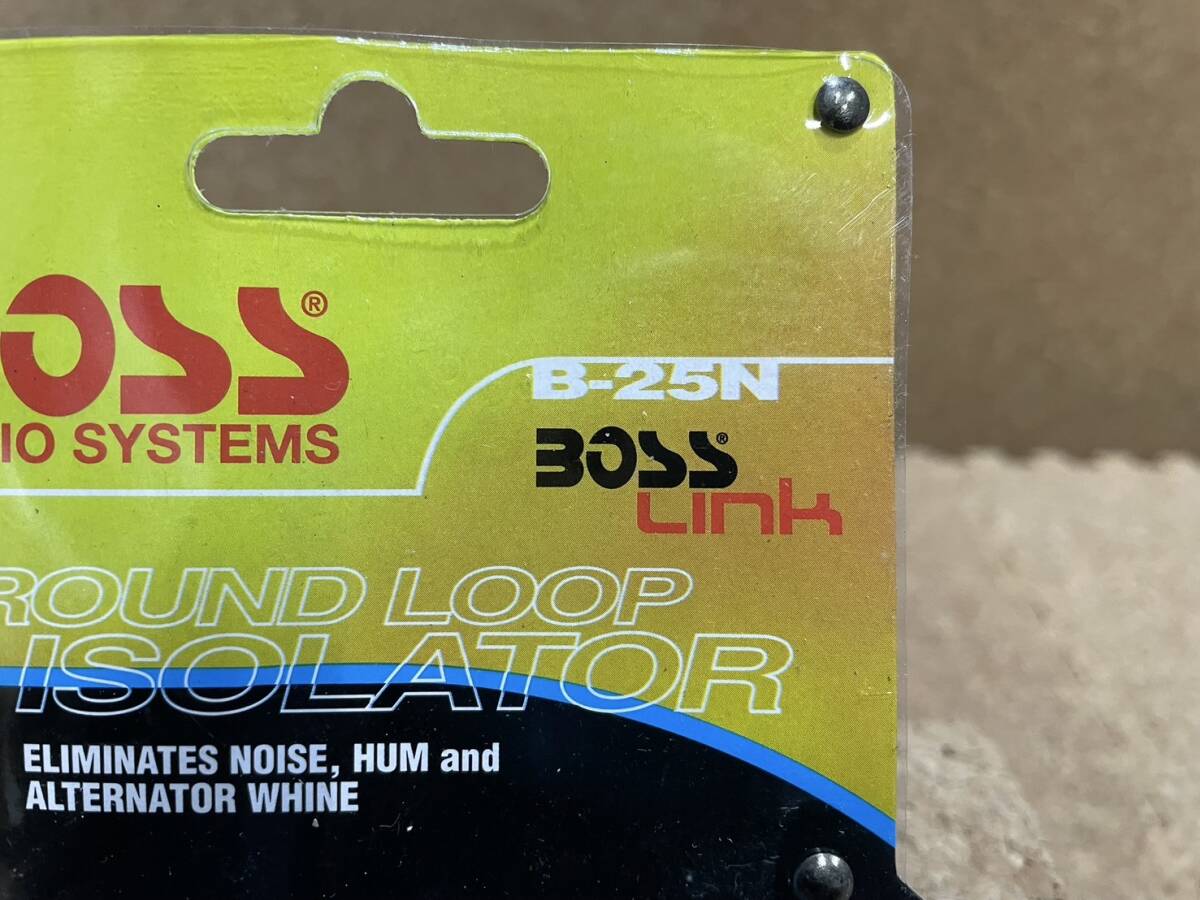 OSS®
IO SYSTEMS
B-25N
BOSS®
Link
ROUND LOOP
ISOLATOR
ELIMINATES NOISE, HUM and
ALTERNATOR WHINE